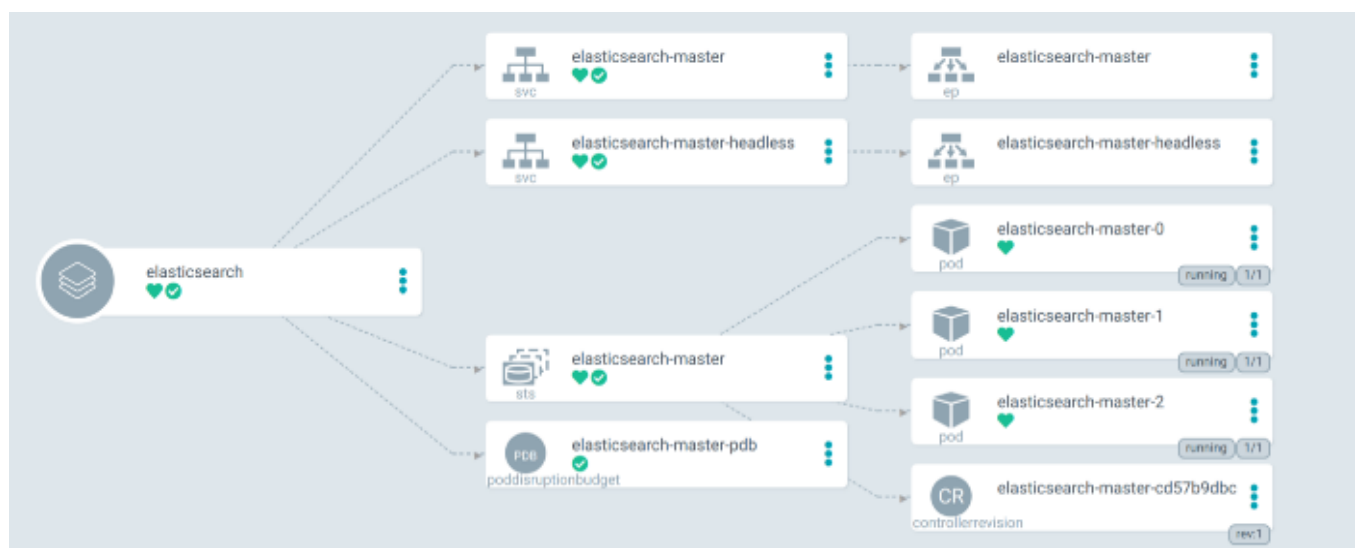 elasticsearch-master
svc
elasticsearch-master
ep
elasticsearch-master-headless
svc
elasticsearch-master-headless
ep
elasticsearch-master-0
pod
running 1/1
elasticsearch
elasticsearch-master-1
pod
running 1/1
elasticsearch-master
sts
elasticsearch-master-2
pod
running 1/1
PDB
elasticsearch-master-pdb
poddisruptionbudget
CR
elasticsearch-master-cd57b9dbc
controllerrevision
rev:1